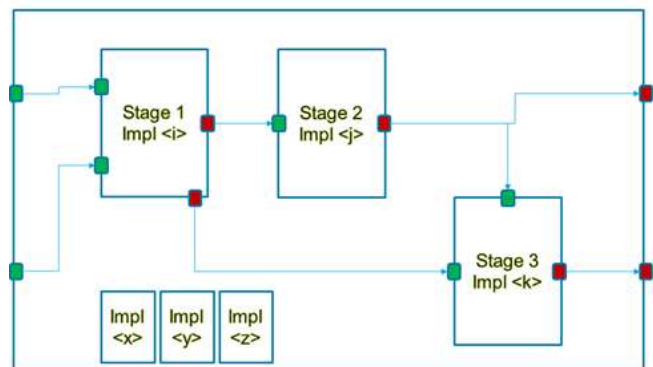 Stage 1
Impl <i>
Stage 2
Impl <j>
Stage 3
Impl <k>
Impl
<x>
Impl
<y>
Impl
<z>